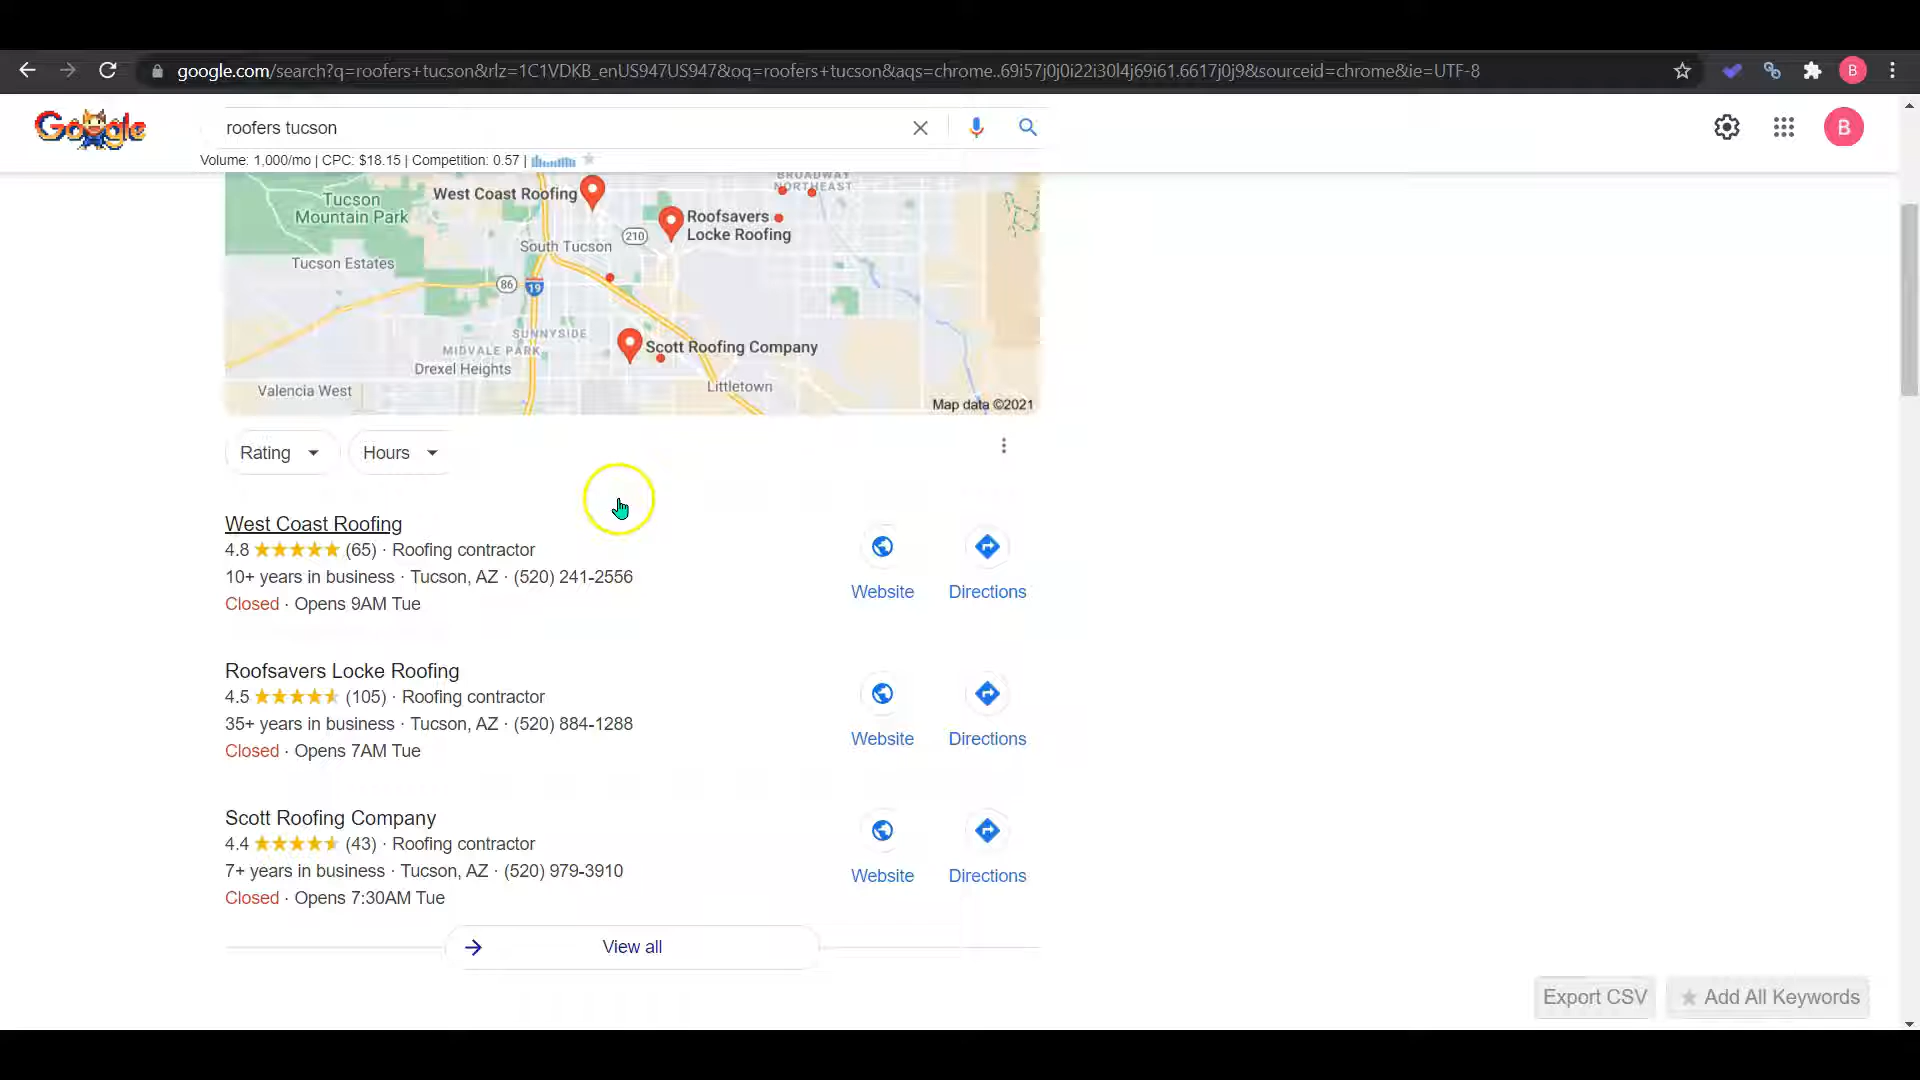 google.com/search?q=roofers+tucson&rlz=1C1VDKB_enUS947US947&oq=roofers+tucson&aqs=chrome..69i57j0j0i22i30l4j69i61.6617j0j9&sourceid=chrome&ie=UTF-8
B
Google
roofers tucson
B
Volume: 1,000/mo | CPC: $18.15 | Competition: 0.57 |
BROADWAY
NORTHEAST
Tucson
Mountain Park
West Coast Roofing
Roofsavers
Locke Roofing
210
South Tucson
Tucson Estates
86
19
SUNNYSIDE
MIDVALE PARK
Scott Roofing Company
Drexel Heights
Littletown
Valencia West
Map data ©2021
Rating
Hours
West Coast Roofing
4.8 (65) · Roofing contractor
10+ years in business · Tucson, AZ · (520) 241-2556
Closed · Opens 9AM Tue
Website
Directions
Roofsavers Locke Roofing
4.5 (105) · Roofing contractor
35+ years in business · Tucson, AZ · (520) 884-1288
Closed · Opens 7AM Tue
Website
Directions
Scott Roofing Company
4.4 (43) · Roofing contractor
7+ years in business · Tucson, AZ · (520) 979-3910
Closed · Opens 7:30AM Tue
Website
Directions
View all
Export CSV
Add All Keywords